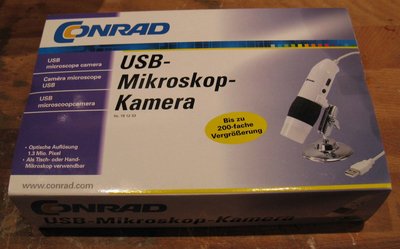 CONRAD
USB
microscope camera
Caméra microscope
USB
USB
microscoopcamera
USB-
Mikroskop-
Kamera
Bis zu
200-fache
Vergrößerung
• Optische Auflösung
1.3 Mio. Pixel
• Als Tisch- oder Hand-
Mikroskop verwendbar
www.conrad.com
CONRAD
USB-Mikroskop-Kamera